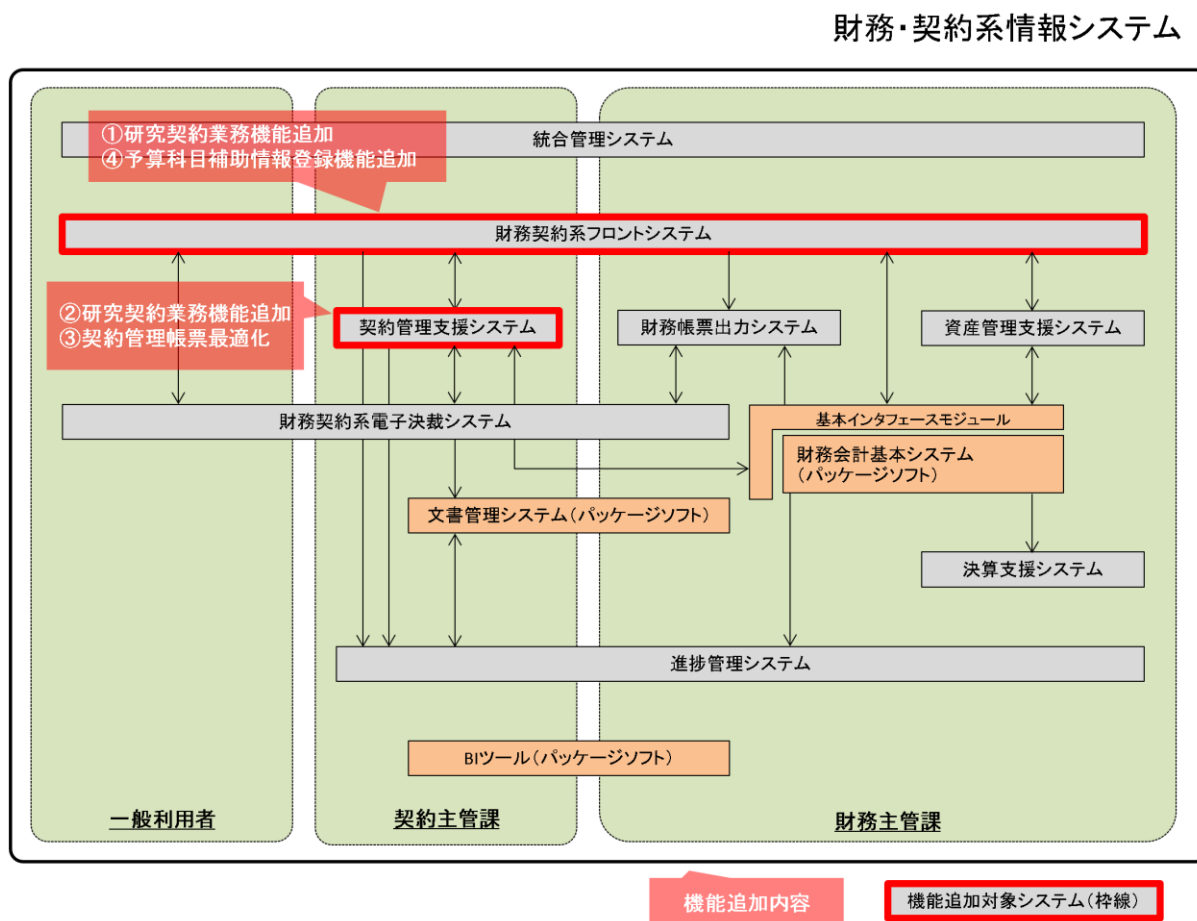 財務・契約系情報システム
①研究契約業務機能追加
④予算科目補助情報登録機能追加
統合管理システム
財務契約系フロントシステム
②研究契約業務機能追加
③契約管理帳票最適化
契約管理支援システム
財務帳票出力システム
資産管理支援システム
財務契約系電子決裁システム
基本インタフェースモジュール
財務会計基本システム
(パッケージソフト)
文書管理システム(パッケージソフト)
決算支援システム
進捗管理システム
BIツール(パッケージソフト)
一般利用者
契約主管課
財務主管課
機能追加内容
機能追加対象システム(枠線)